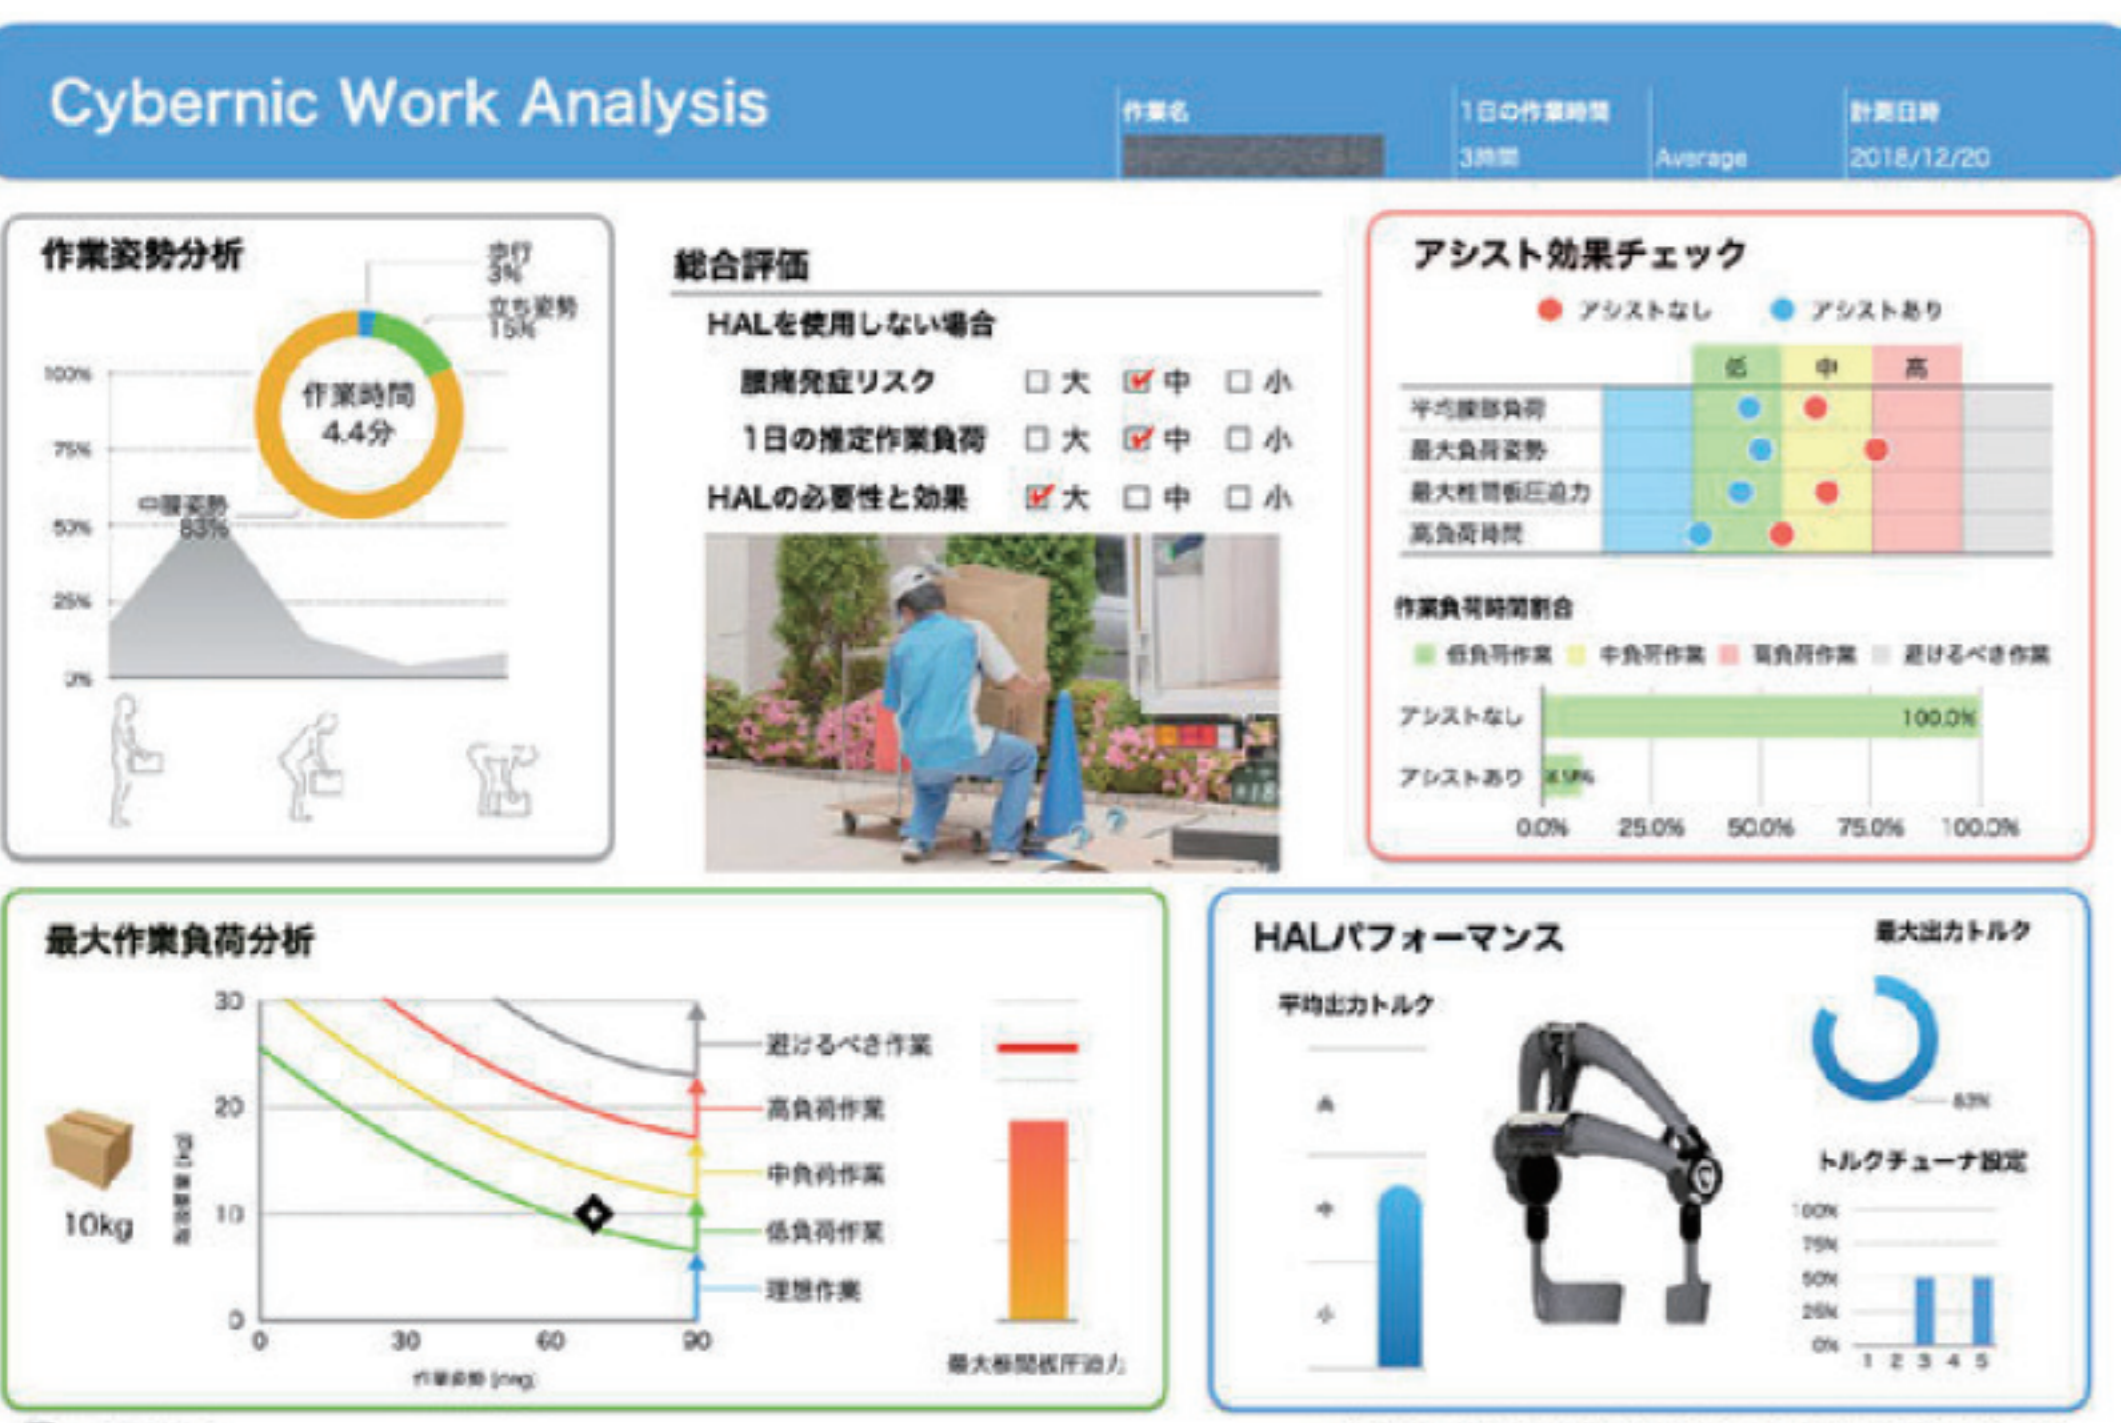 Cybernic Work Analysis
作業名
1日の作業時間
3時間
Average
計測日時
2018/12/20
作業姿勢分析
歩行
3%
立ち姿勢
15%
作業時間
4.4分
中腰姿勢
83%
100%
75%
50%
25%
0%
総合評価
HALを使用しない場合
腰痛発症リスク 大 中 小
1日の推定作業負荷 大 中 小
HALの必要性と効果 大 中 小
アシスト効果チェック
アシストなし アシストあり
低 中 高
平均腰部負荷
最大負荷姿勢
最大椎間板圧迫力
高負荷時間
作業負荷時間割合
低負荷作業 中負荷作業 高負荷作業 避けるべき作業
アシストなし 100.0%
アシストあり
0.0% 25.0% 50.0% 75.0% 100.0%
最大作業負荷分析
10kg
30
20
10
0
0 30 60 90
作業姿勢 [deg]
避けるべき作業
高負荷作業
中負荷作業
低負荷作業
理想作業
最大椎間板圧迫力
HALパフォーマンス
平均出力トルク
大
中
小
最大出力トルク
83%
トルクチューナ設定
100%
75%
50%
25%
0%
1 2 3 4 5